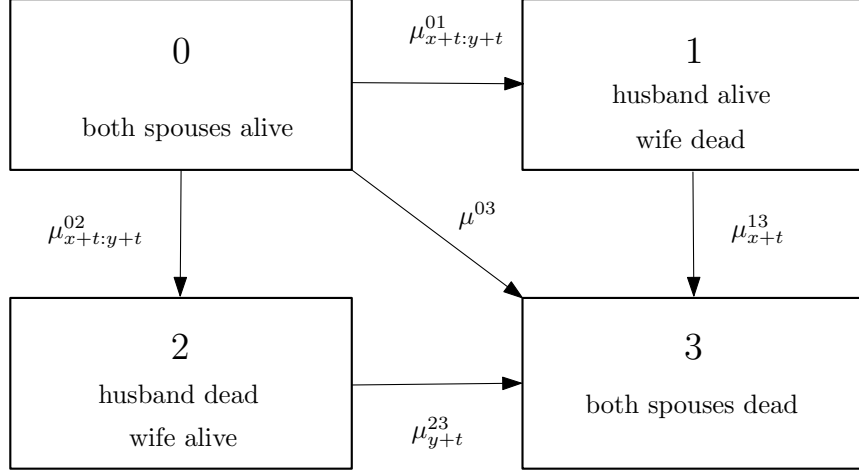 0
both spouses alive
μ^{01}_{x+t:y+t}
1
husband alive
wife dead
μ^{02}_{x+t:y+t}
μ^{03}
μ^{13}_{x+t}
2
husband dead
wife alive
μ^{23}_{y+t}
3
both spouses dead